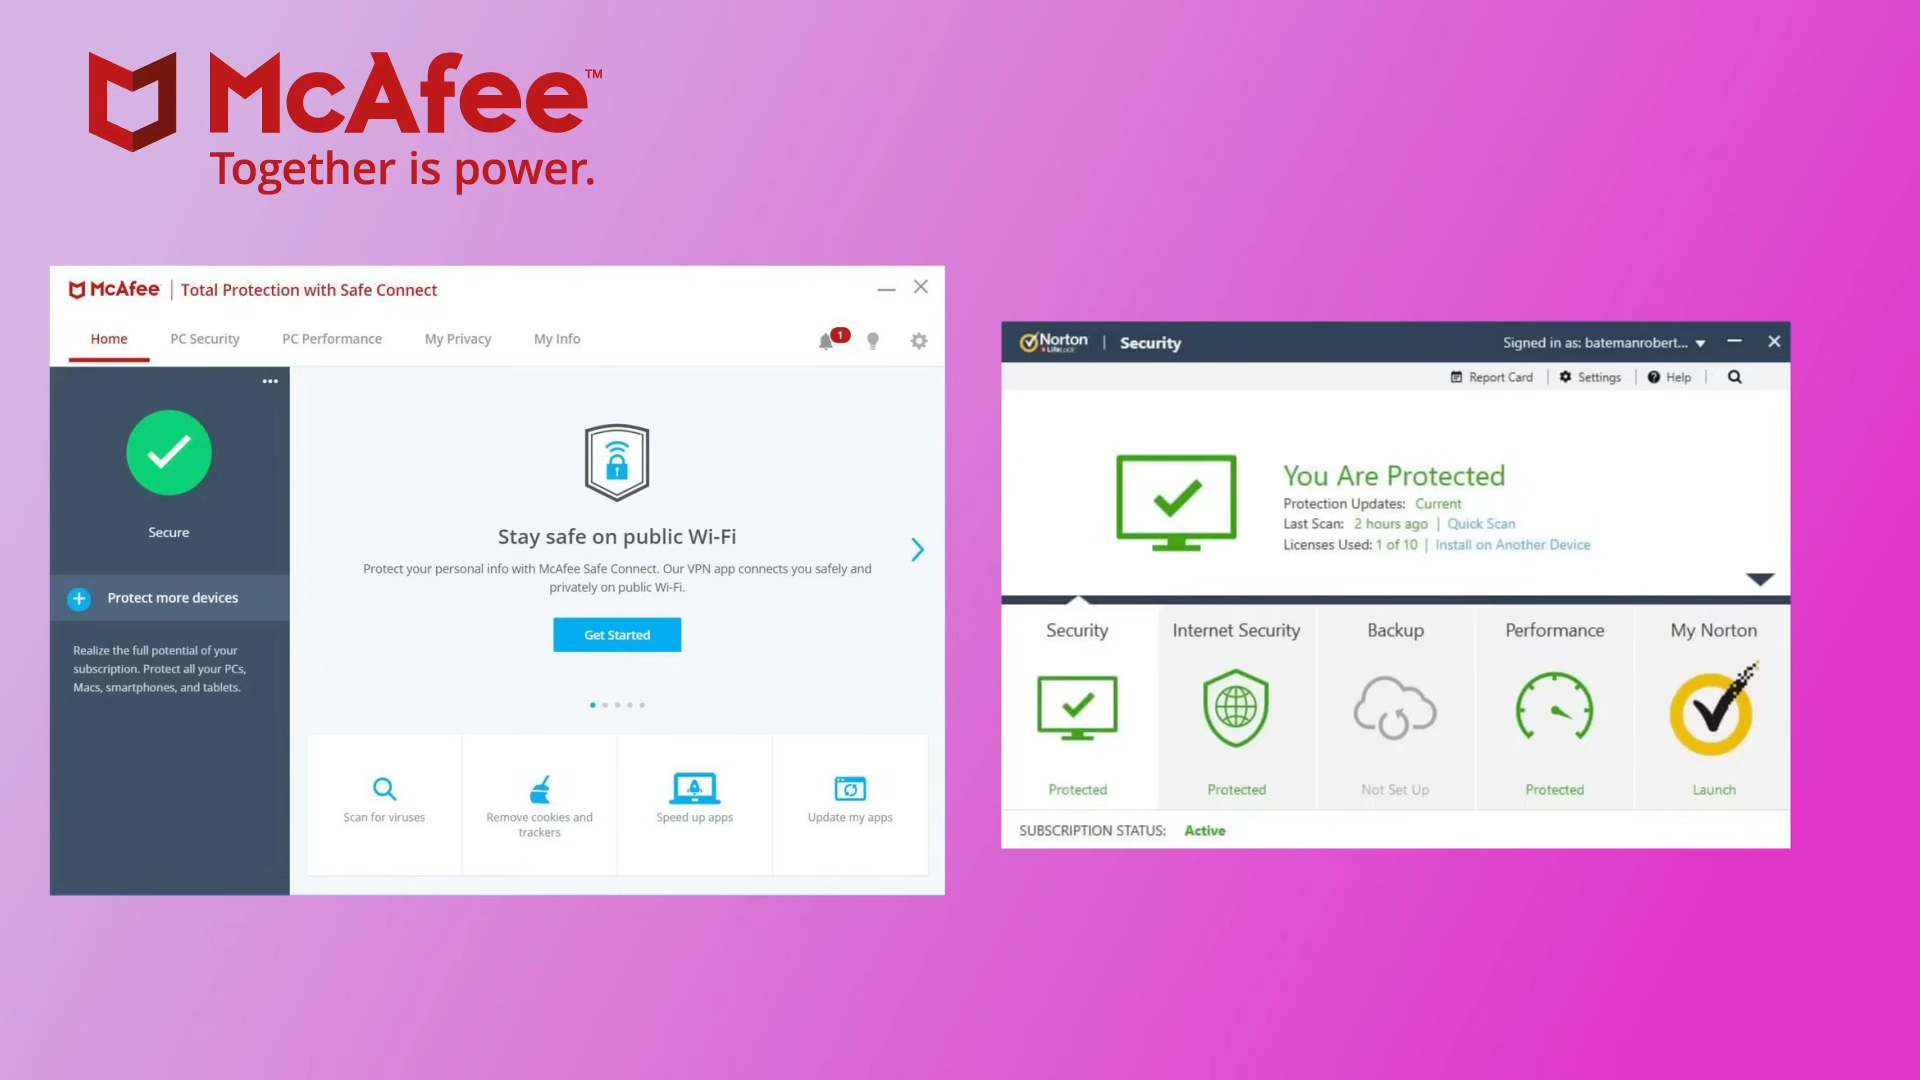 McAfee™
Together is power.
McAfee | Total Protection with Safe Connect
Home
PC Security
PC Performance
My Privacy
My Info
1
Secure
Protect more devices
Realize the full potential of your
subscription. Protect all your PCs,
Macs, smartphones, and tablets.
Stay safe on public Wi-Fi
Protect your personal info with McAfee Safe Connect. Our VPN app connects you safely and
privately on public Wi-Fi.
Get Started
Scan for viruses
Remove cookies and
trackers
Speed up apps
Update my apps
Norton
LifeLock
Security
Signed in as: batemanrobert...
Report Card
Settings
Help
You Are Protected
Protection Updates: Current
Last Scan: 2 hours ago | Quick Scan
Licenses Used: 1 of 10 | Install on Another Device
Security
Internet Security
Backup
Performance
My Norton
Protected
Protected
Not Set Up
Protected
Launch
SUBSCRIPTION STATUS: Active